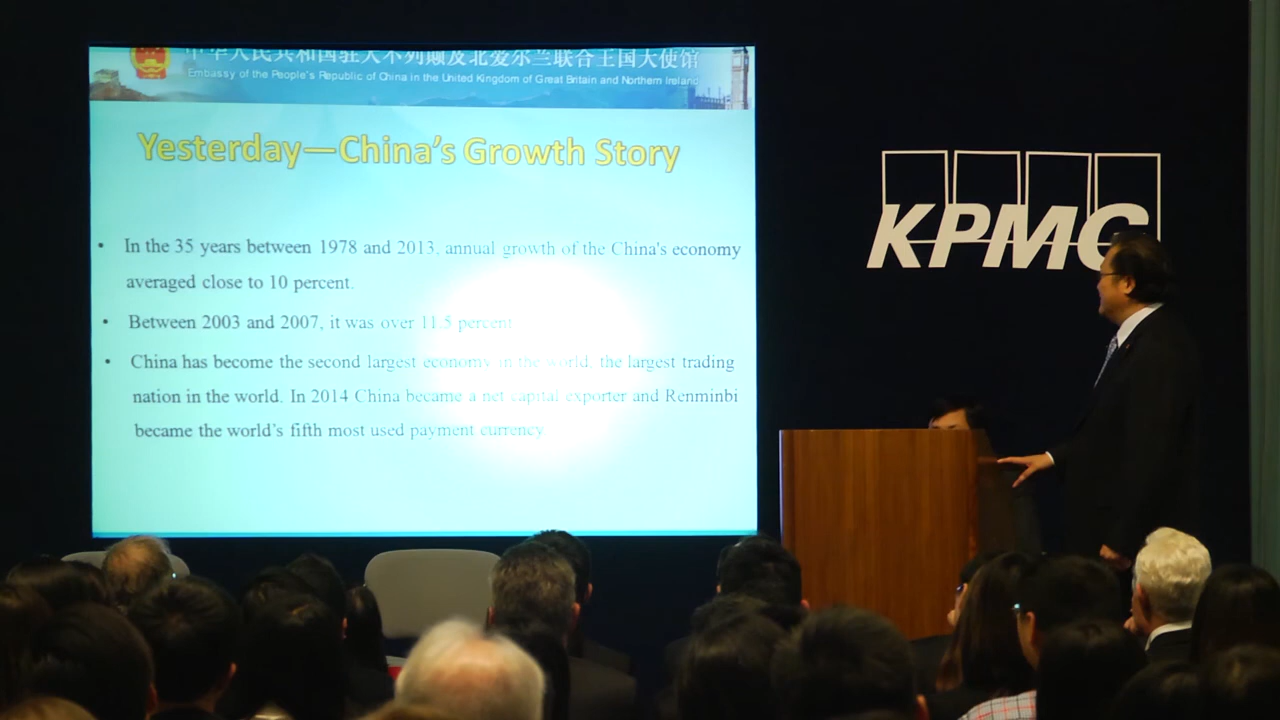 中华人民共和国驻大不列颠及北爱尔兰联合王国大使馆
Embassy of the People's Republic of China in the United Kingdom of Great Britain and Northern Ireland
Yesterday—China's Growth Story
• In the 35 years between 1978 and 2013, annual growth of the China's economy
averaged close to 10 percent.
• Between 2003 and 2007, it was over 11.5 percent
• China has become the second largest economy in the world, the largest trading
nation in the world. In 2014 China became a net capital exporter and Renminbi
became the world's fifth most used payment currency
KPMG